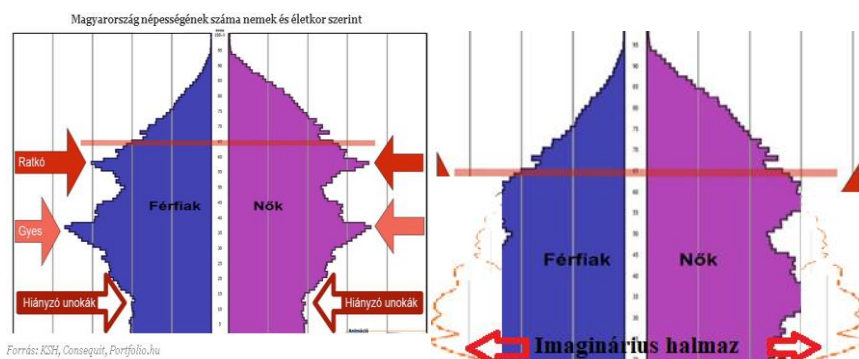 Magyarország népességének száma nemek és életkor szerint
Ratkó
Gyes
Férfiak
Nők
Hiányzó unokák
Hiányzó unokák
Forrás: KSH, Consequit, Portfolio.hu
Férfiak
Nők
Imaginárius halmaz